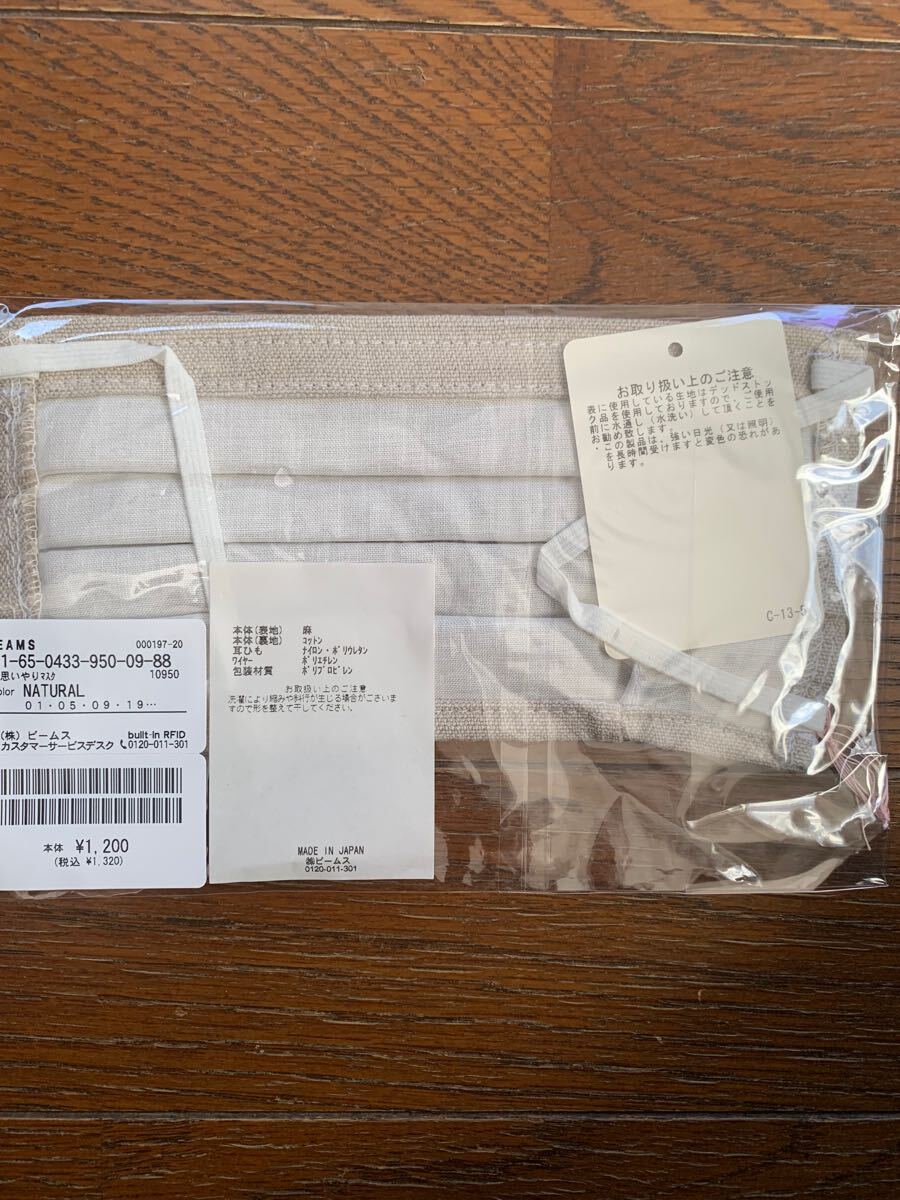 お取り扱い上のご注意
表に使用している生地はデッドストッ
ク品を使用しておりますので、ご使用
前に水通し（水洗い）して頂くことを
お勧め致します。
・この製品は、強い日光（又は照明）
を長時間受けますと変色の恐れがあ
ります。
C-13-
本体(表地) 麻
本体(裏地) コットン
耳ひも ナイロン・ポリウレタン
ワイヤー ポリエチレン
包装材質 ポリプロピレン
お取扱い上のご注意
洗濯により縮みや斜行が生じる場合がございま
すので形を整えて干してください。
MADE IN JAPAN
㈱ビームス
0120-011-301
EAMS 000197-20
1-65-0433-950-09-88
思いやりマスク 10950
olor NATURAL
01・05・09・19…
(株) ビームス built-in RFID
カスタマーサービスデスク 0120-011-301
本体 ¥1,200
(税込 ¥1,320)